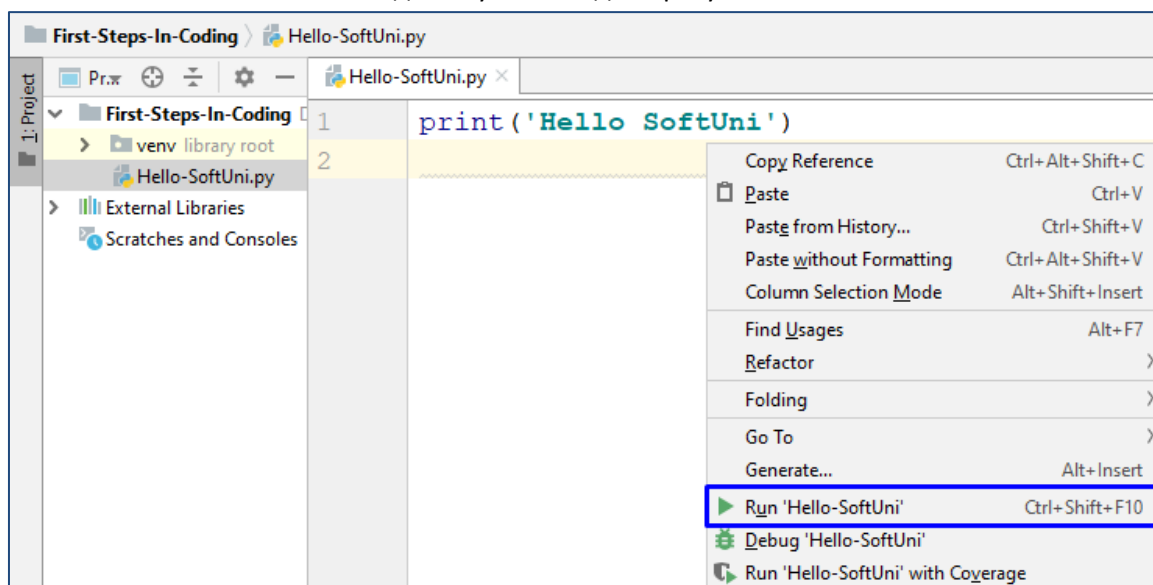 First-Steps-In-Coding Hello-SoftUni.py
1: Project
Pr.
Hello-SoftUni.py
First-Steps-In-Coding
venv library root
Hello-SoftUni.py
External Libraries
Scratches and Consoles
1 print('Hello SoftUni')
2
Copy Reference Ctrl+Alt+Shift+C
Paste Ctrl+V
Paste from History... Ctrl+Shift+V
Paste without Formatting Ctrl+Alt+Shift+V
Column Selection Mode Alt+Shift+Insert
Find Usages Alt+F7
Refactor
Folding
Go To
Generate... Alt+Insert
Run 'Hello-SoftUni' Ctrl+Shift+F10
Debug 'Hello-SoftUni'
Run 'Hello-SoftUni' with Coverage